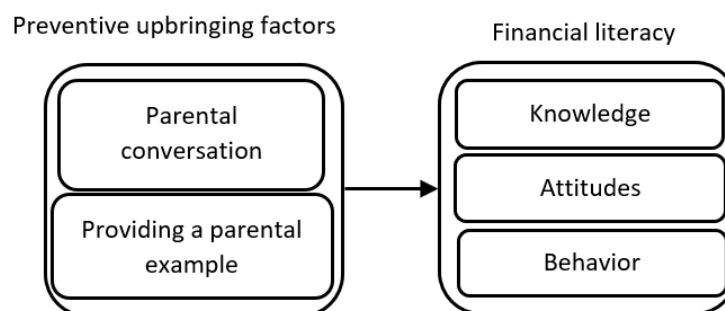 Preventive upbringing factors
Parental
conversation
Providing a parental
example
Financial literacy
Knowledge
Attitudes
Behavior